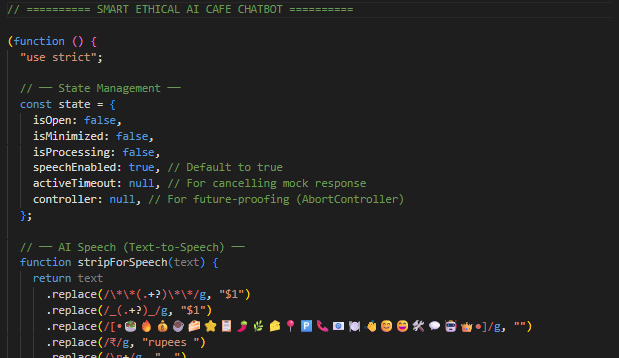 // ========== SMART ETHICAL AI CAFE CHATBOT ==========
(function () {
"use strict";
// ── State Management ──
const state = {
isOpen: false,
isMinimized: false,
isProcessing: false,
speechEnabled: true, // Default to true
activeTimeout: null, // For cancelling mock response
controller: null, // For future-proofing (AbortController)
};
// ── AI Speech (Text-to-Speech) ──
function stripForSpeech(text) {
return text
.replace(/\*\*(.+?)\*\*/g, "$1")
.replace(/_(.+?)_/g, "$1")
.replace(/[•🍵🔥💰🍩🍰⭐📋🌶️🌿🧀📍🅿️📞📧🍽️👋😊😄🛠️💬🤖👑●]/g, "")
.replace(/₹/g, "rupees ")